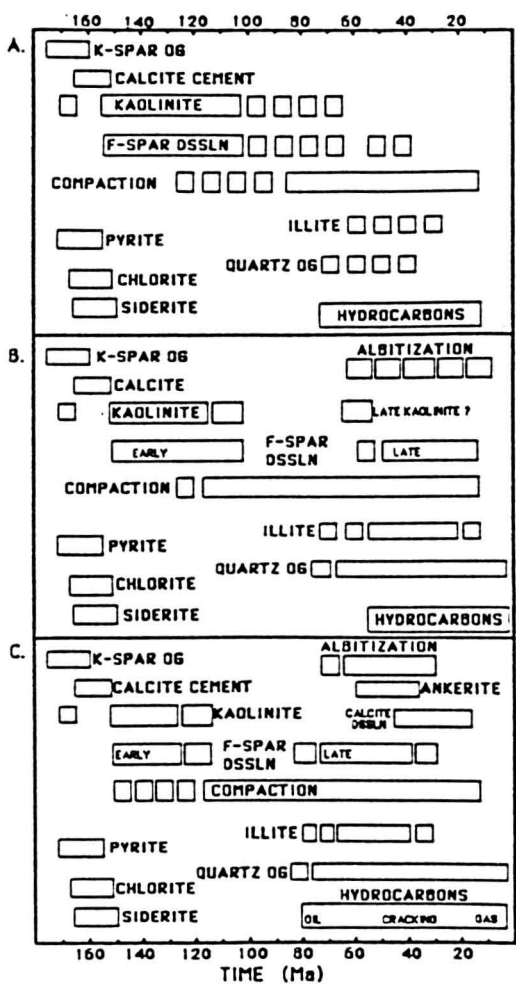 160 140 120 100 80 60 40 20
A.
K-SPAR OG
CALCITE CEMENT
KAOLINITE
F-SPAR DSSLN
COMPACTION
ILLITE
PYRITE
QUARTZ OG
CHLORITE
SIDERITE
HYDROCARBONS
B.
K-SPAR OG
ALBITIZATION
CALCITE
KAOLINITE
LATE KAOLINITE ?
EARLY
F-SPAR
DSSLN
LATE
COMPACTION
ILLITE
PYRITE
QUARTZ OG
CHLORITE
SIDERITE
HYDROCARBONS
C.
K-SPAR OG
ALBITIZATION
CALCITE CEMENT
ANKERITE
KAOLINITE
CALCITE
DSSLN
EARLY
F-SPAR
DSSLN
LATE
COMPACTION
ILLITE
PYRITE
QUARTZ OG
CHLORITE
HYDROCARBONS
SIDERITE
OIL CRACKING GAS
160 140 120 100 80 60 40 20
TIME (Ma)